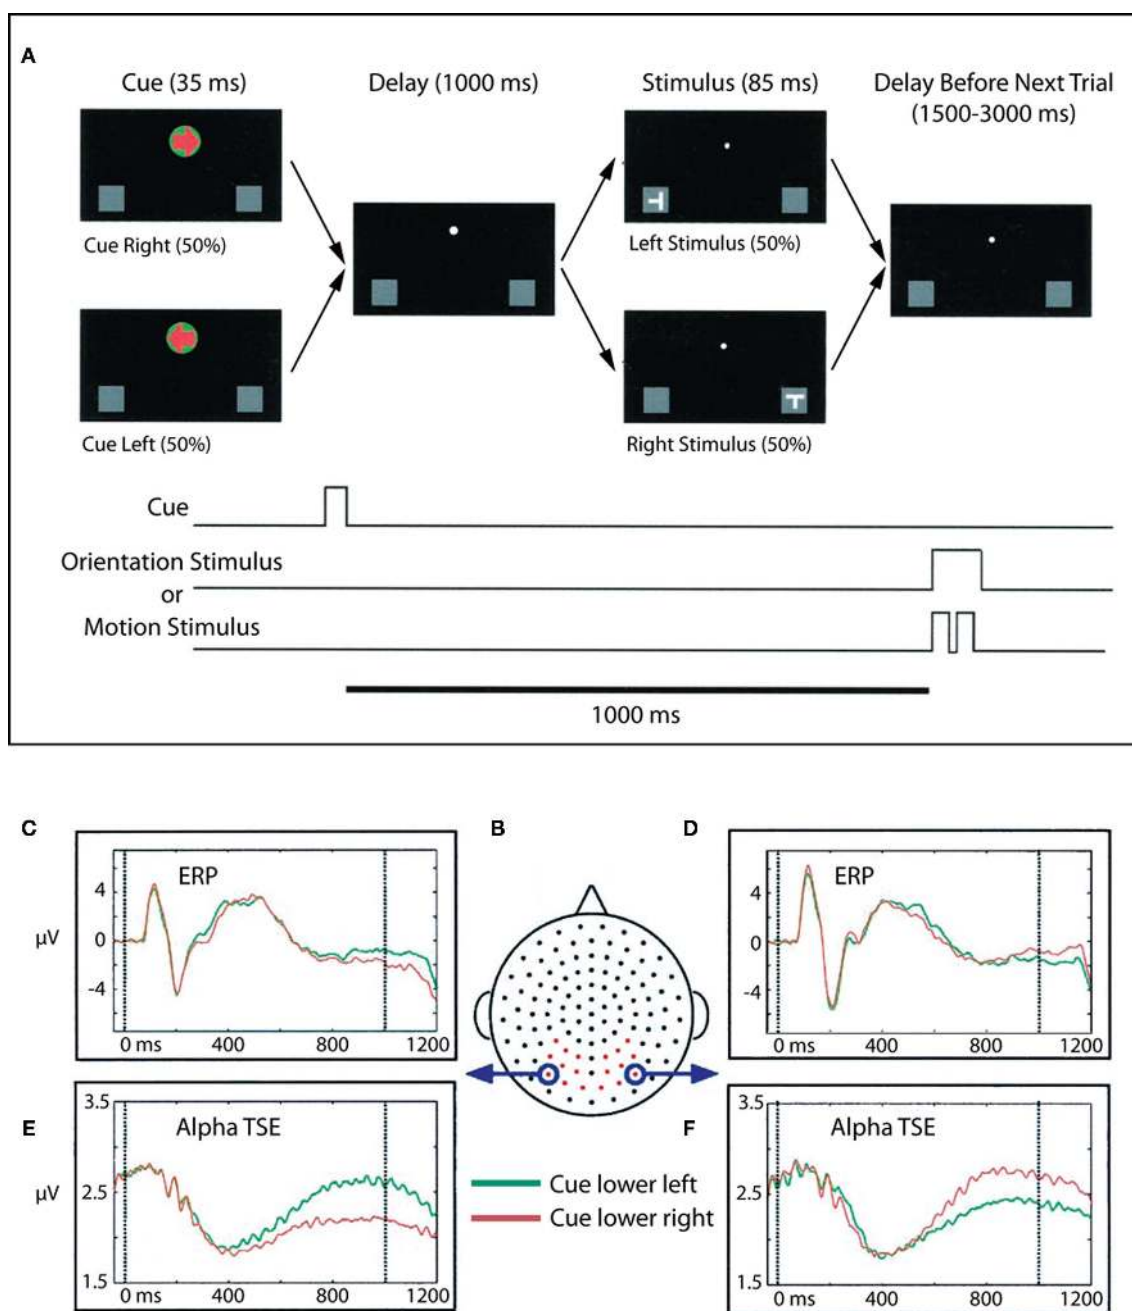 A
Cue (35 ms)
Delay (1000 ms)
Stimulus (85 ms)
Delay Before Next Trial
(1500-3000 ms)
Cue Right (50%)
Left Stimulus (50%)
Cue Left (50%)
Right Stimulus (50%)
Cue
Orientation Stimulus
or
Motion Stimulus
1000 ms
C
ERP
μV
4
0
-4
0 ms 400 800 1200
B
D
ERP
4
0
-4
0 ms 400 800 1200
E
Alpha TSE
μV
3.5
2.5
1.5
0 ms 400 800 1200
Cue lower left
Cue lower right
F
Alpha TSE
3.5
2.5
1.5
0 ms 400 800 1200